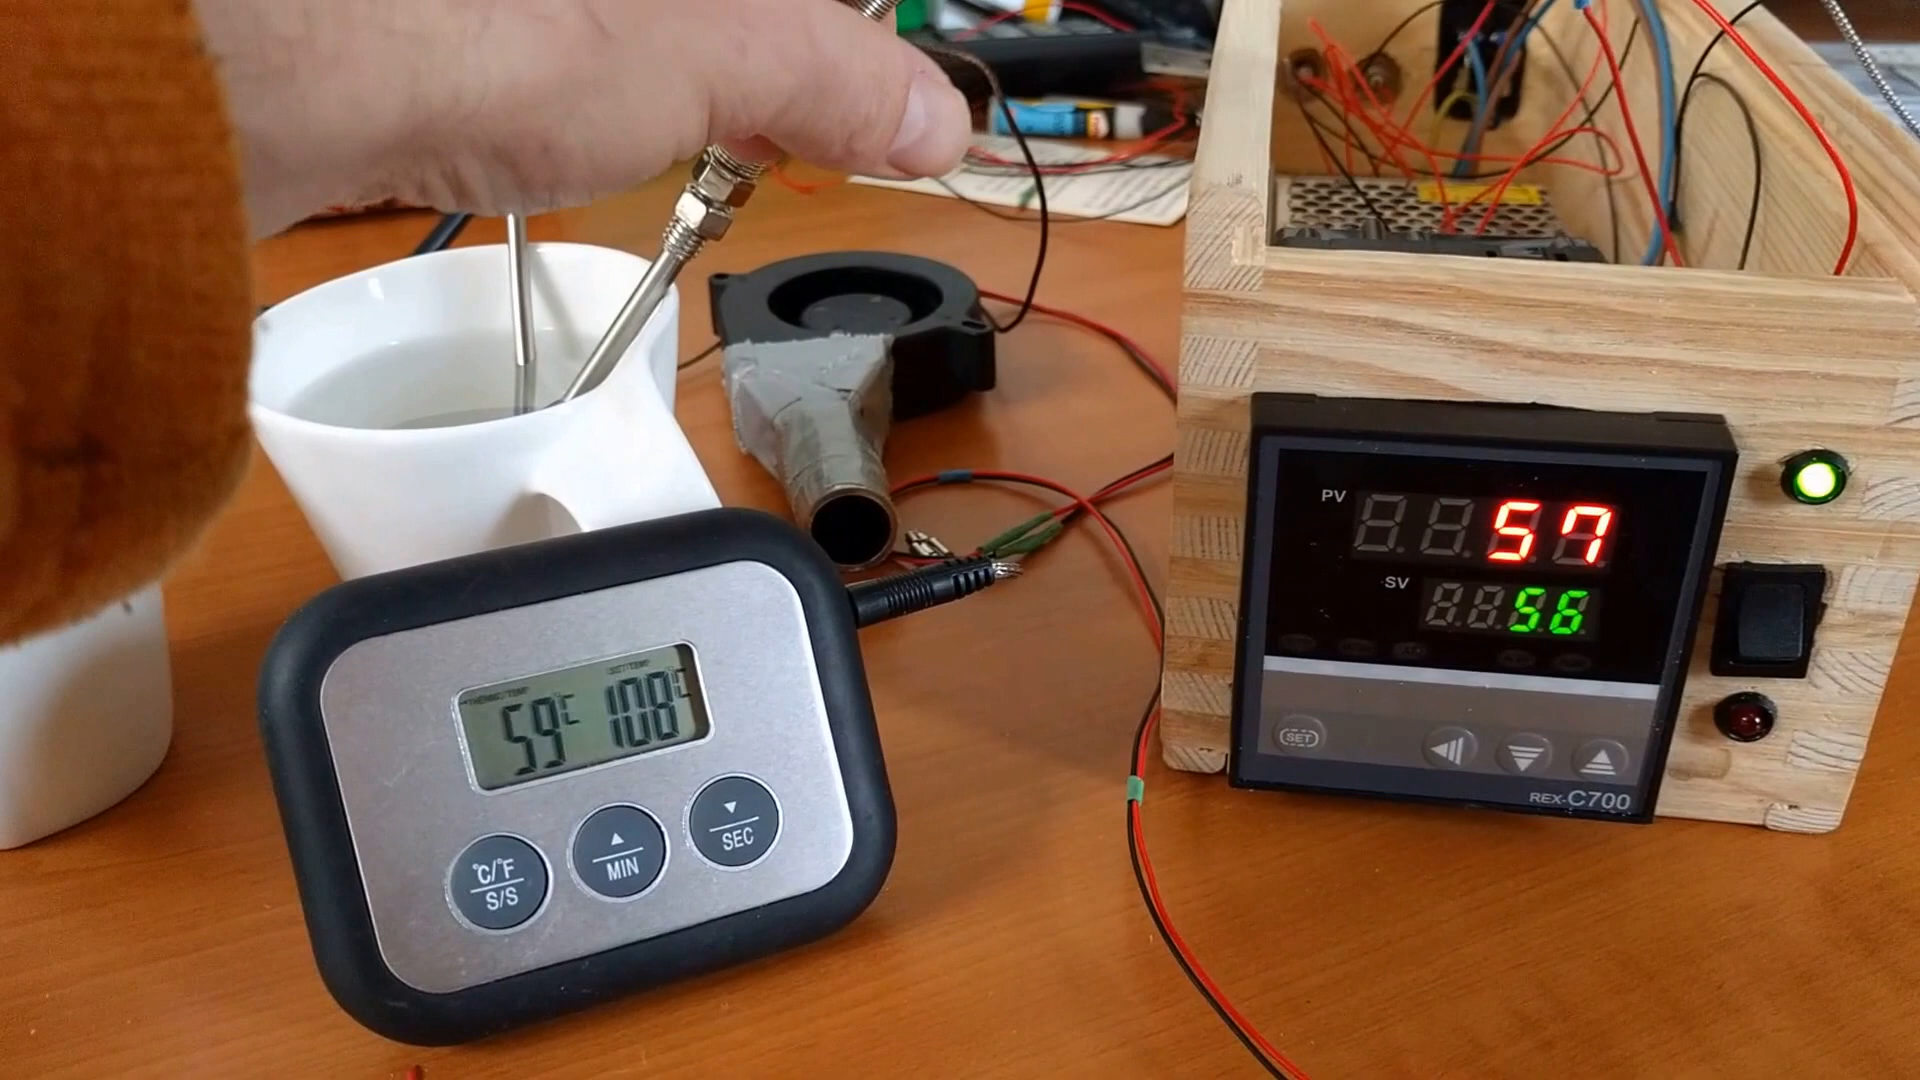 59°C 108°C
°C/°F
S/S
▲
MIN
▼
SEC
PV 57
SV 56
SET
REX-C700